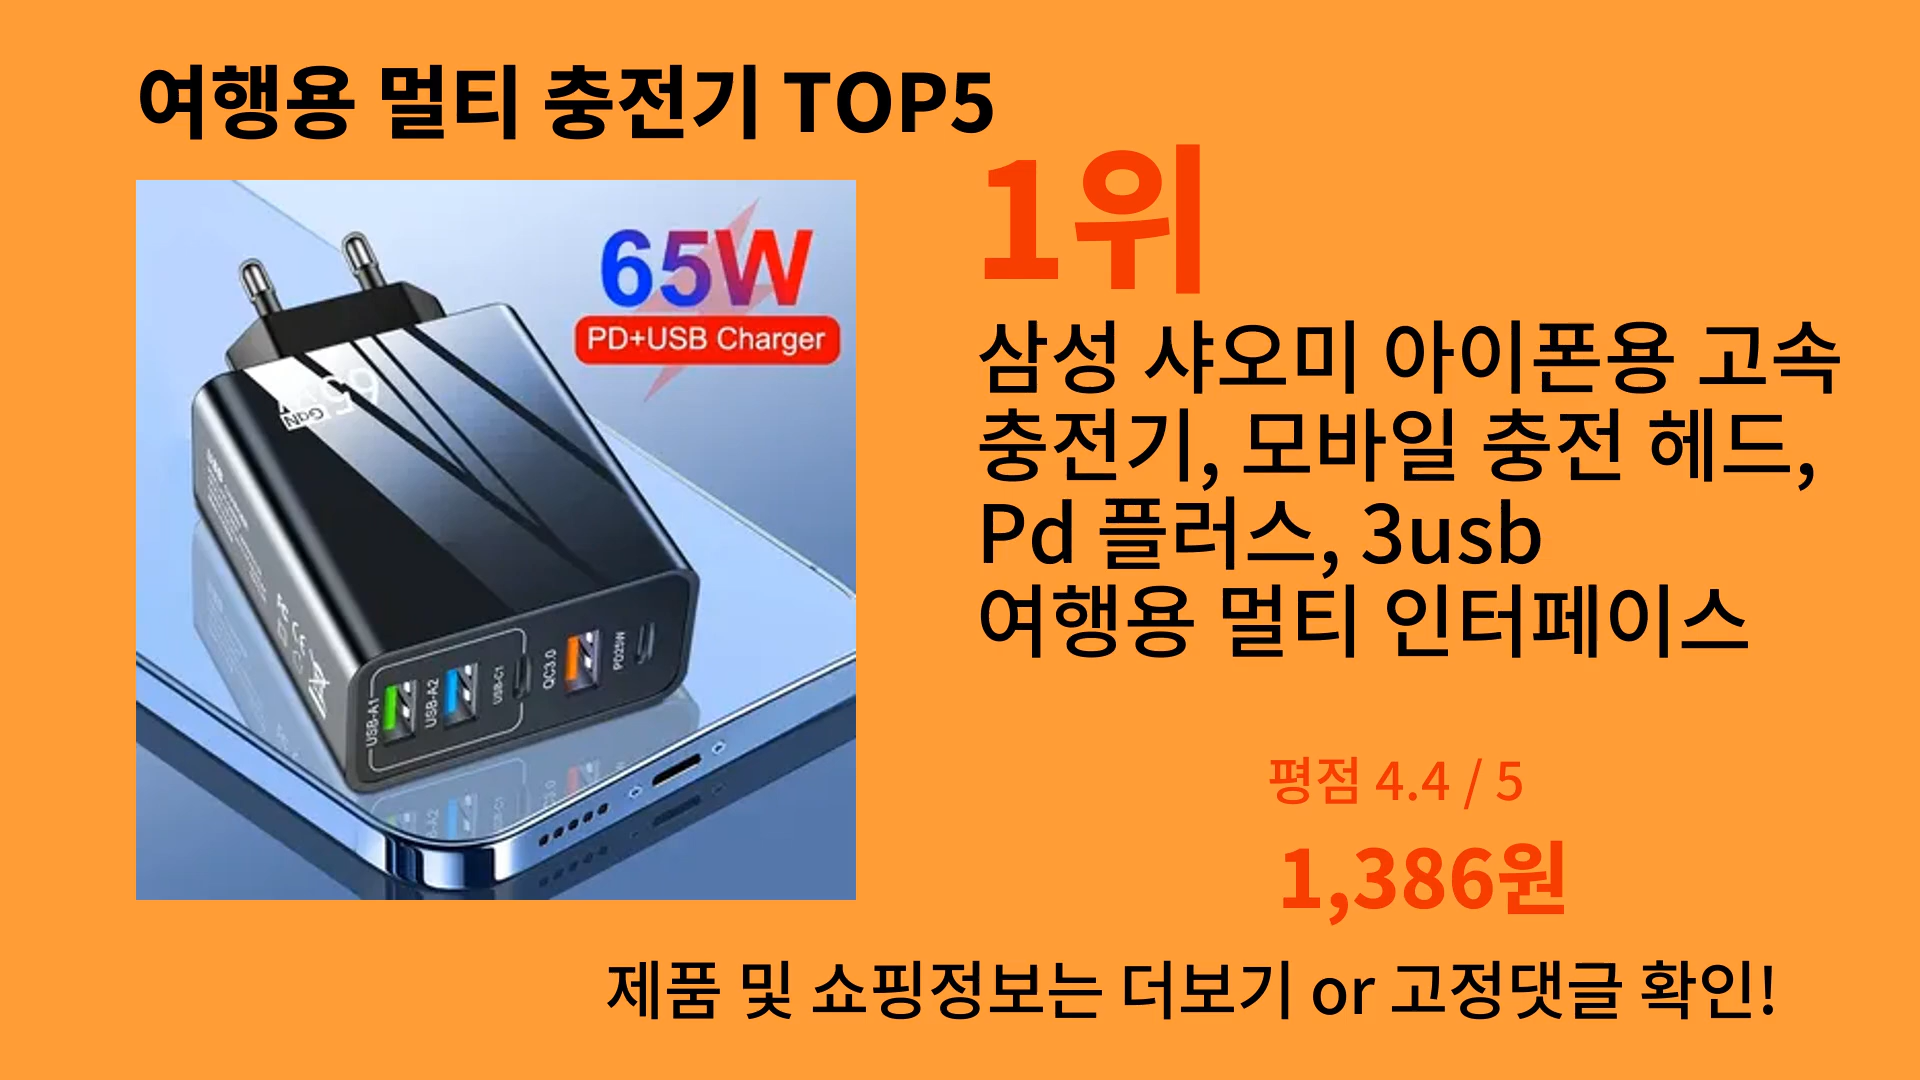 여행용 멀티 충전기 TOP5
1위
삼성 샤오미 아이폰용 고속
충전기, 모바일 충전 헤드,
Pd 플러스, 3usb
여행용 멀티 인터페이스
평점 4.4 / 5
1,386원
제품 및 쇼핑정보는 더보기 or 고정댓글 확인!
65W
PD+USB Charger
65W
GaN
USB-A1
USB-A2
USB-C1
QC3.0
PD25W